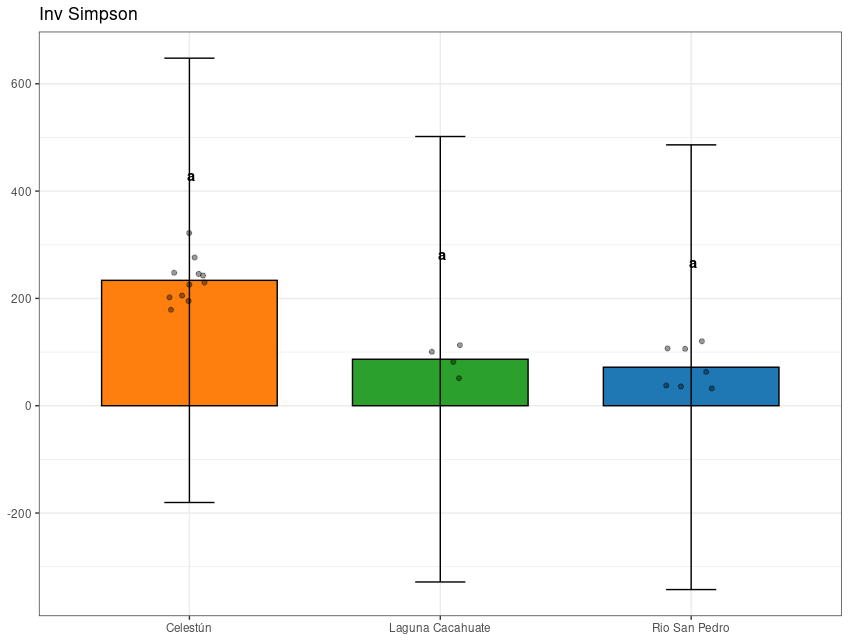 Inv Simpson
600
400
200
0
-200
a
a
a
Celestún
Laguna Cacahuate
Rio San Pedro